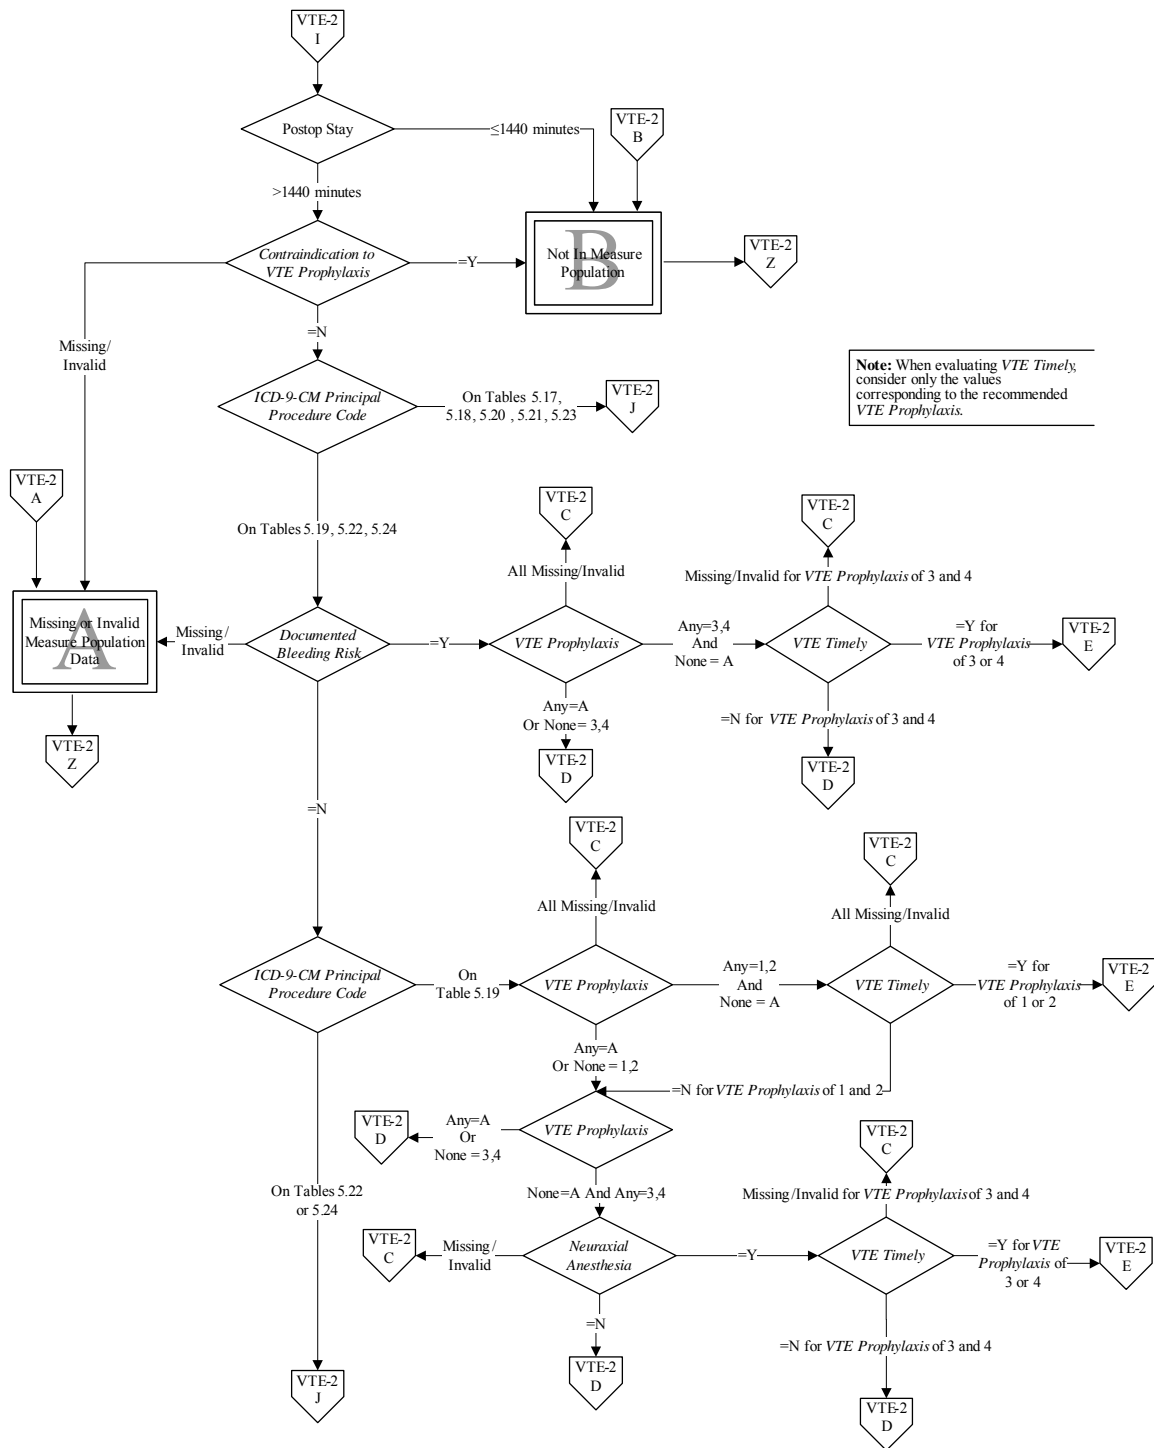 VTE-2
I
Postop Stay
≤1440 minutes
VTE-2
B
>1440 minutes
Contraindication to
VTE Prophylaxis
=Y
B
Not In Measure
Population
VTE-2
Z
=N
Missing/
Invalid
ICD-9-CM Principal
Procedure Code
On Tables 5.17,
5.18, 5.20 , 5.21, 5.23
VTE-2
J
Note: When evaluating VTE Timely,
consider only the values
corresponding to the recommended
VTE Prophylaxis.
VTE-2
A
On Tables 5.19, 5.22, 5.24
VTE-2
C
VTE-2
C
All Missing/Invalid
Missing/Invalid for VTE Prophylaxis of 3 and 4
A
Missing or Invalid
Measure Population
Data
Missing/
Invalid
Documented
Bleeding Risk
=Y
VTE Prophylaxis
Any=3,4
And
None = A
VTE Timely
=Y for
VTE Prophylaxis
of 3 or 4
VTE-2
E
Any=A
Or None= 3,4
=N for VTE Prophylaxis of 3 and 4
VTE-2
Z
VTE-2
D
VTE-2
D
=N
VTE-2
C
VTE-2
C
All Missing/Invalid
All Missing/Invalid
ICD-9-CM Principal
Procedure Code
On
Table 5.19
VTE Prophylaxis
Any=1,2
And
None = A
VTE Timely
=Y for
VTE Prophylaxis
of 1 or 2
VTE-2
E
Any=A
Or None = 1,2
=N for VTE Prophylaxis of 1 and 2
VTE-2
D
Any=A
Or
None = 3,4
VTE Prophylaxis
VTE-2
C
On Tables 5.22
or 5.24
None=A And Any=3,4
Missing/Invalid for VTE Prophylaxis of 3 and 4
VTE-2
C
Missing/
Invalid
Neuraxial
Anesthesia
=Y
VTE Timely
=Y for VTE
Prophylaxis of
3 or 4
VTE-2
E
=N
=N for VTE Prophylaxis of 3 and 4
VTE-2
J
VTE-2
D
VTE-2
D